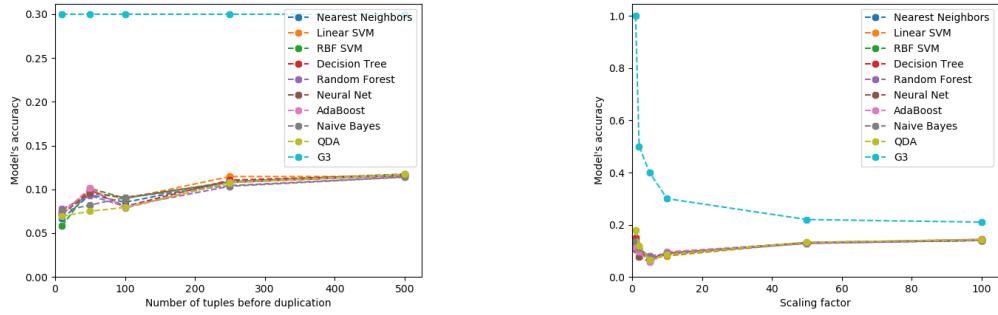 0.30
0.25
0.20
0.15
0.10
0.05
0.00
Model's accuracy
0
100
200
300
400
500
Number of tuples before duplication
Nearest Neighbors
Linear SVM
RBF SVM
Decision Tree
Random Forest
Neural Net
AdaBoost
Naive Bayes
QDA
G3
1.0
0.8
0.6
0.4
0.2
0.0
Model's accuracy
0
20
40
60
80
100
Scaling factor
Nearest Neighbors
Linear SVM
RBF SVM
Decision Tree
Random Forest
Neural Net
AdaBoost
Naive Bayes
QDA
G3